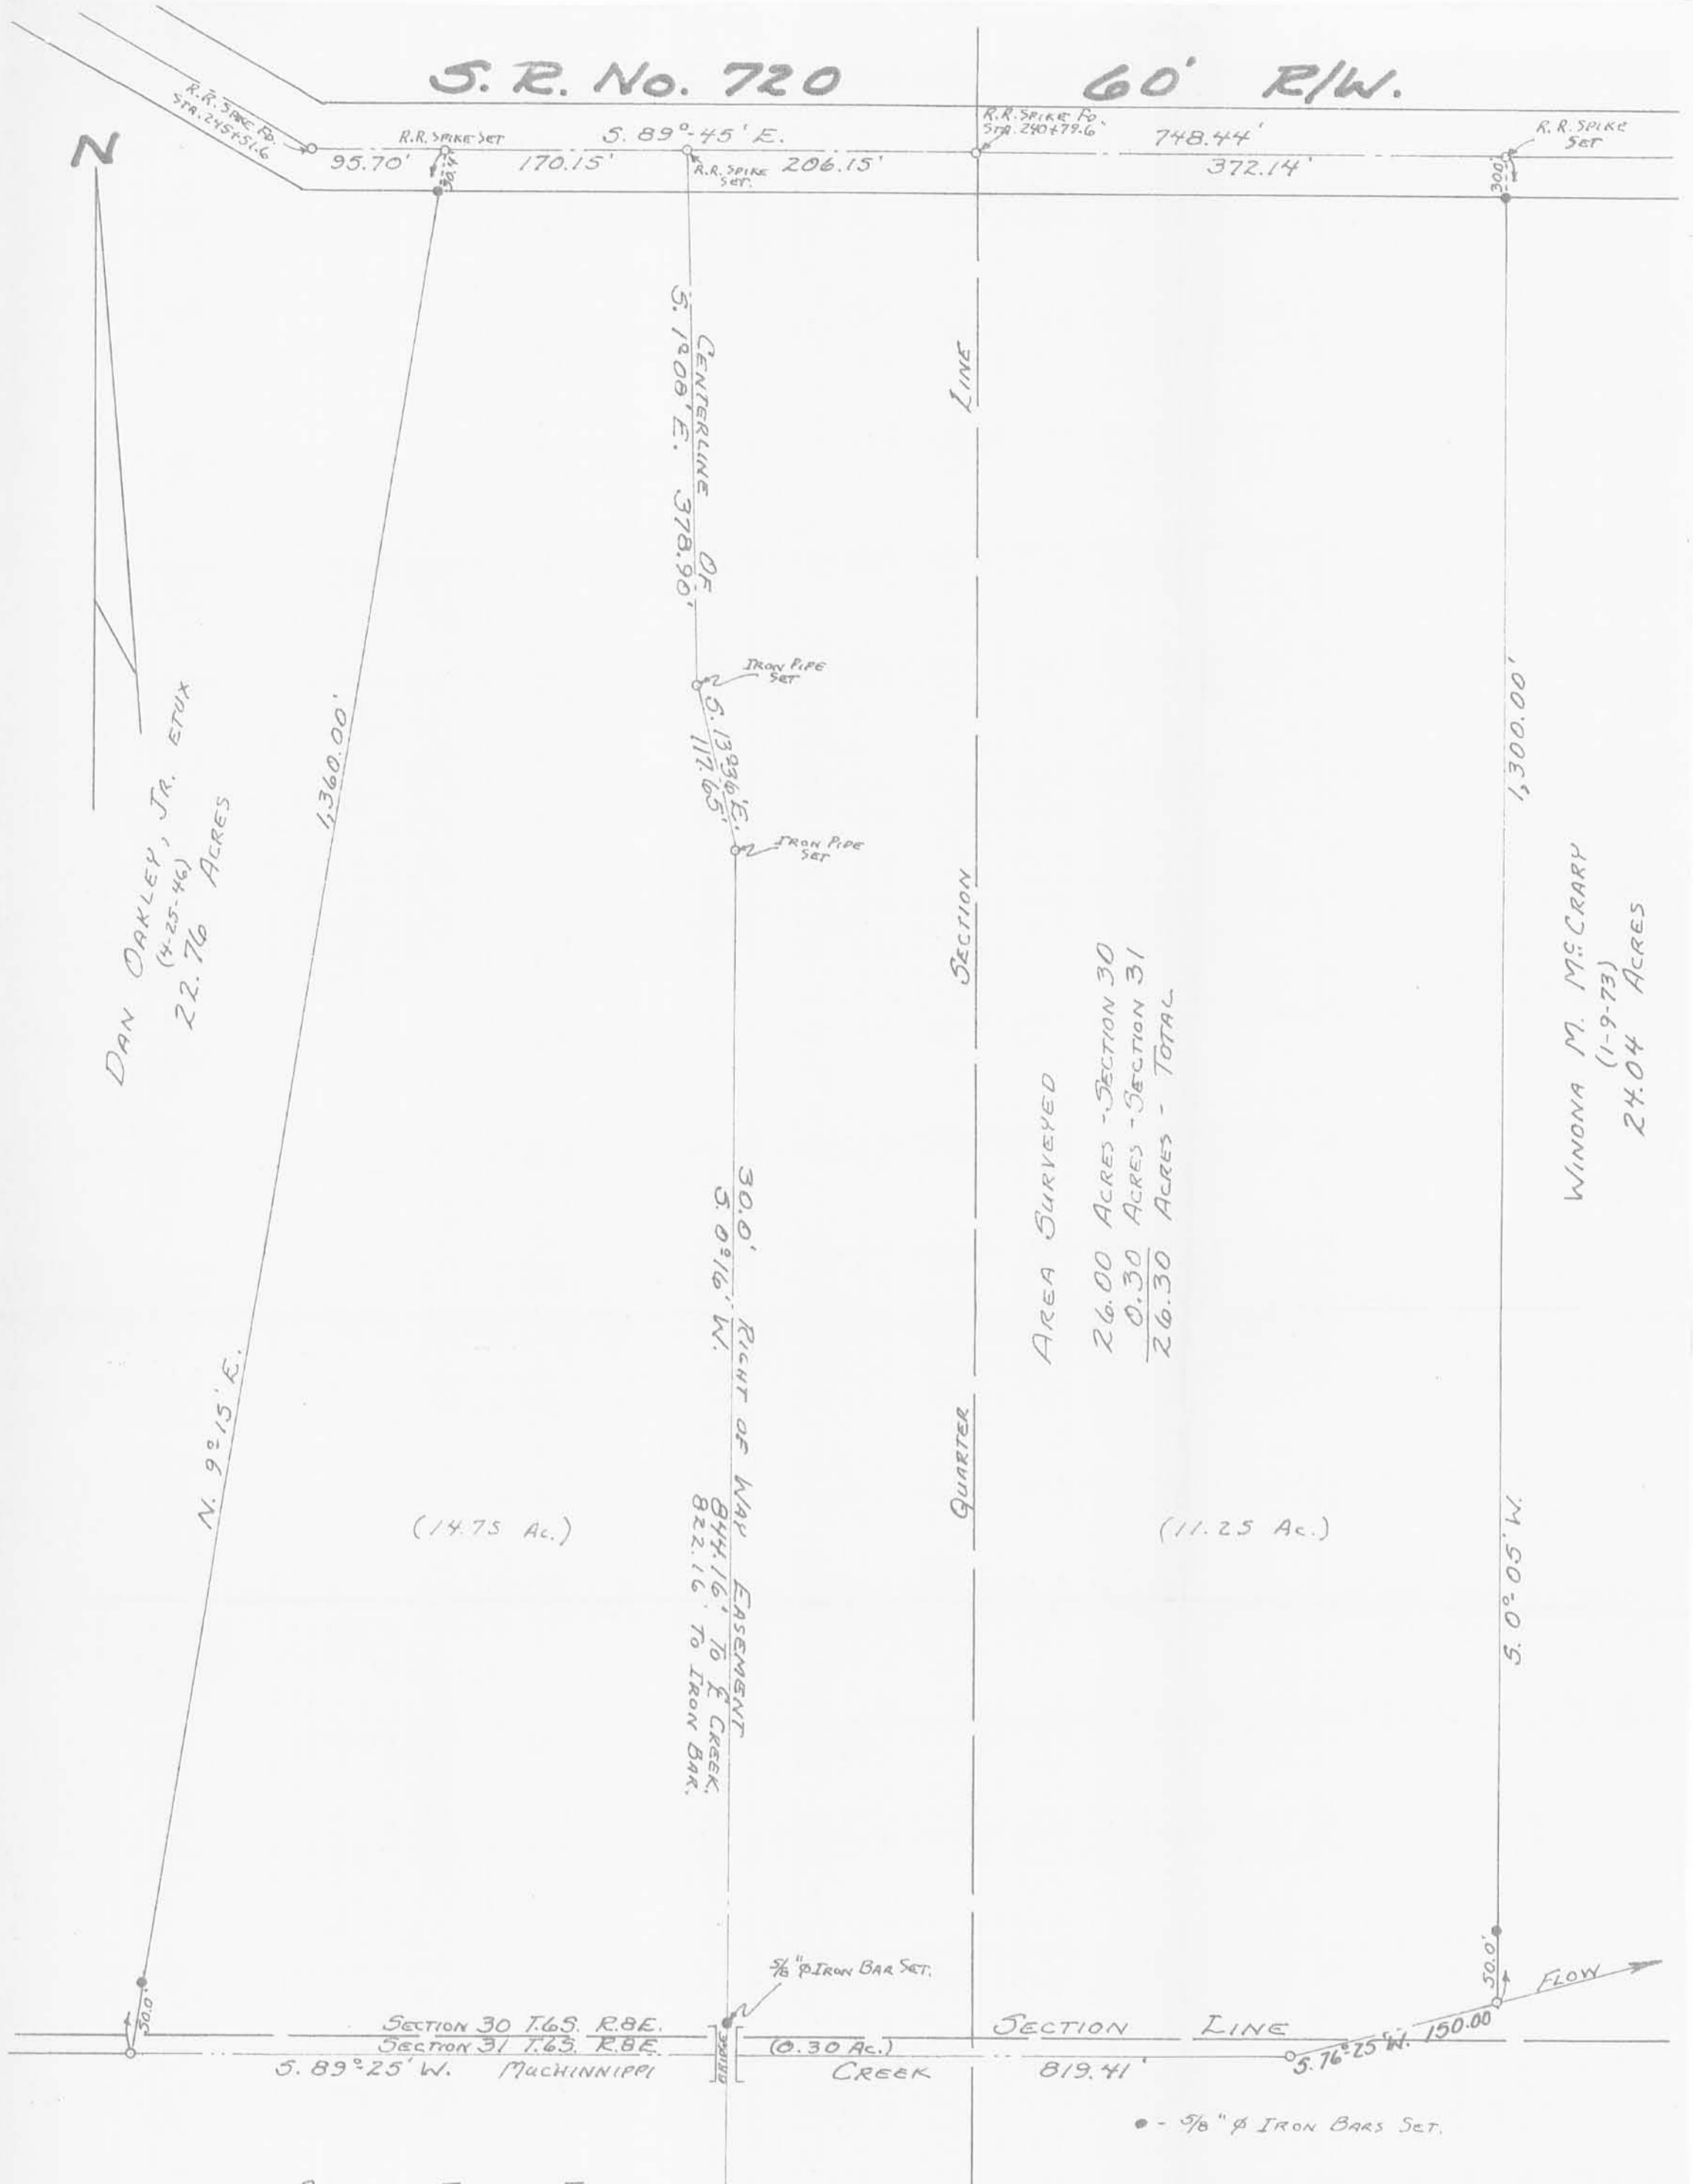 S. R. No. 720 60' R/W.
N
R.R. SPIKE FD.
STA. 245+51.6
R.R. SPIKE SET
S. 89°-45' E.
R.R. SPIKE FD.
STA. 240+79.6
748.44'
R.R. SPIKE
SET
95.70'
30.4'
170.15'
R.R. SPIKE
SET.
206.15'
372.14'
30.0'
CENTERLINE OF
S. 1°08' E. 378.90'
IRON PIPE
SET
S. 13°36' E.
117.65'
IRON PIPE
SET
30.0' RIGHT OF WAY EASEMENT
S. 0°16' W.
844.16' TO ℄ CREEK.
822.16' TO IRON BAR.
QUARTER SECTION LINE
DAN OAKLEY, JR. ETUX
(4-25-46)
22.76 ACRES
1,360.00'
N. 9°15' E.
AREA SURVEYED
26.00 ACRES - SECTION 30
0.30 ACRES - SECTION 31
26.30 ACRES - TOTAL
1,300.00'
S. 0°-05' W.
WINONA M. McCRARY
(1-9-73)
24.04 ACRES
(14.75 Ac.)
(11.25 Ac.)
5/8" ø IRON BAR SET.
50.0'
50.0'
FLOW
SECTION 30 T.6S. R.8E.
SECTION LINE
SECTION 31 T.6S. R.8E.
BRIDGE
(0.30 Ac.)
S. 76°25' W. 150.00
S. 89°25' W. MUCHINNIPPI CREEK 819.41'
● - 5/8" ø IRON BARS SET.